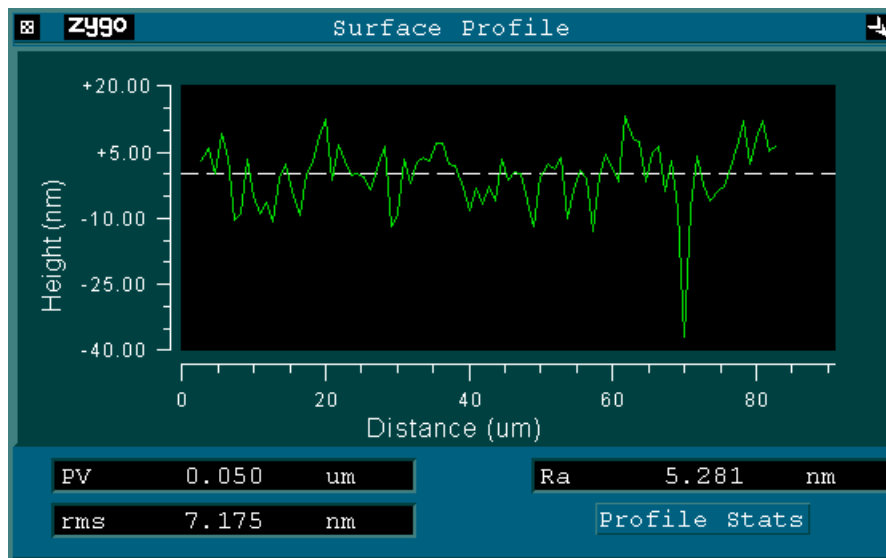 zygo Surface Profile
+20.00
+5.00
-10.00
-25.00
-40.00
Height (nm)
0 20 40 60 80
Distance (um)
PV 0.050 um
Ra 5.281 nm
rms 7.175 nm
Profile Stats